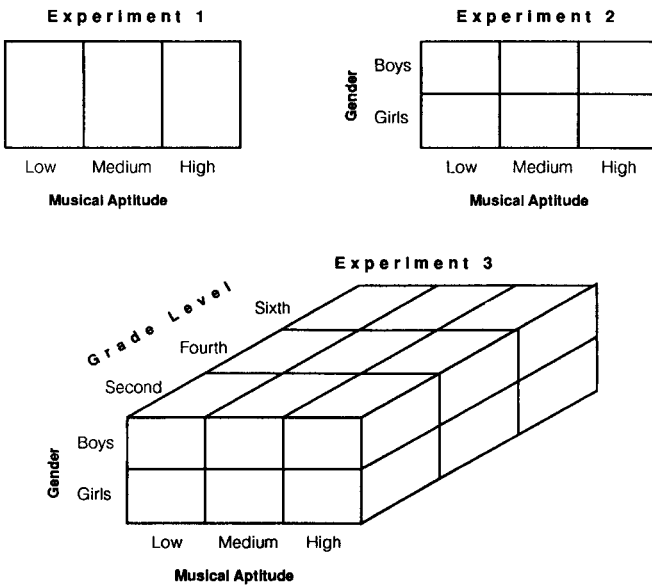 Experiment 1
Low Medium High
Musical Aptitude
Experiment 2
Gender
Boys
Girls
Low Medium High
Musical Aptitude
Experiment 3
Grade Level
Sixth
Fourth
Second
Gender
Boys
Girls
Low Medium High
Musical Aptitude